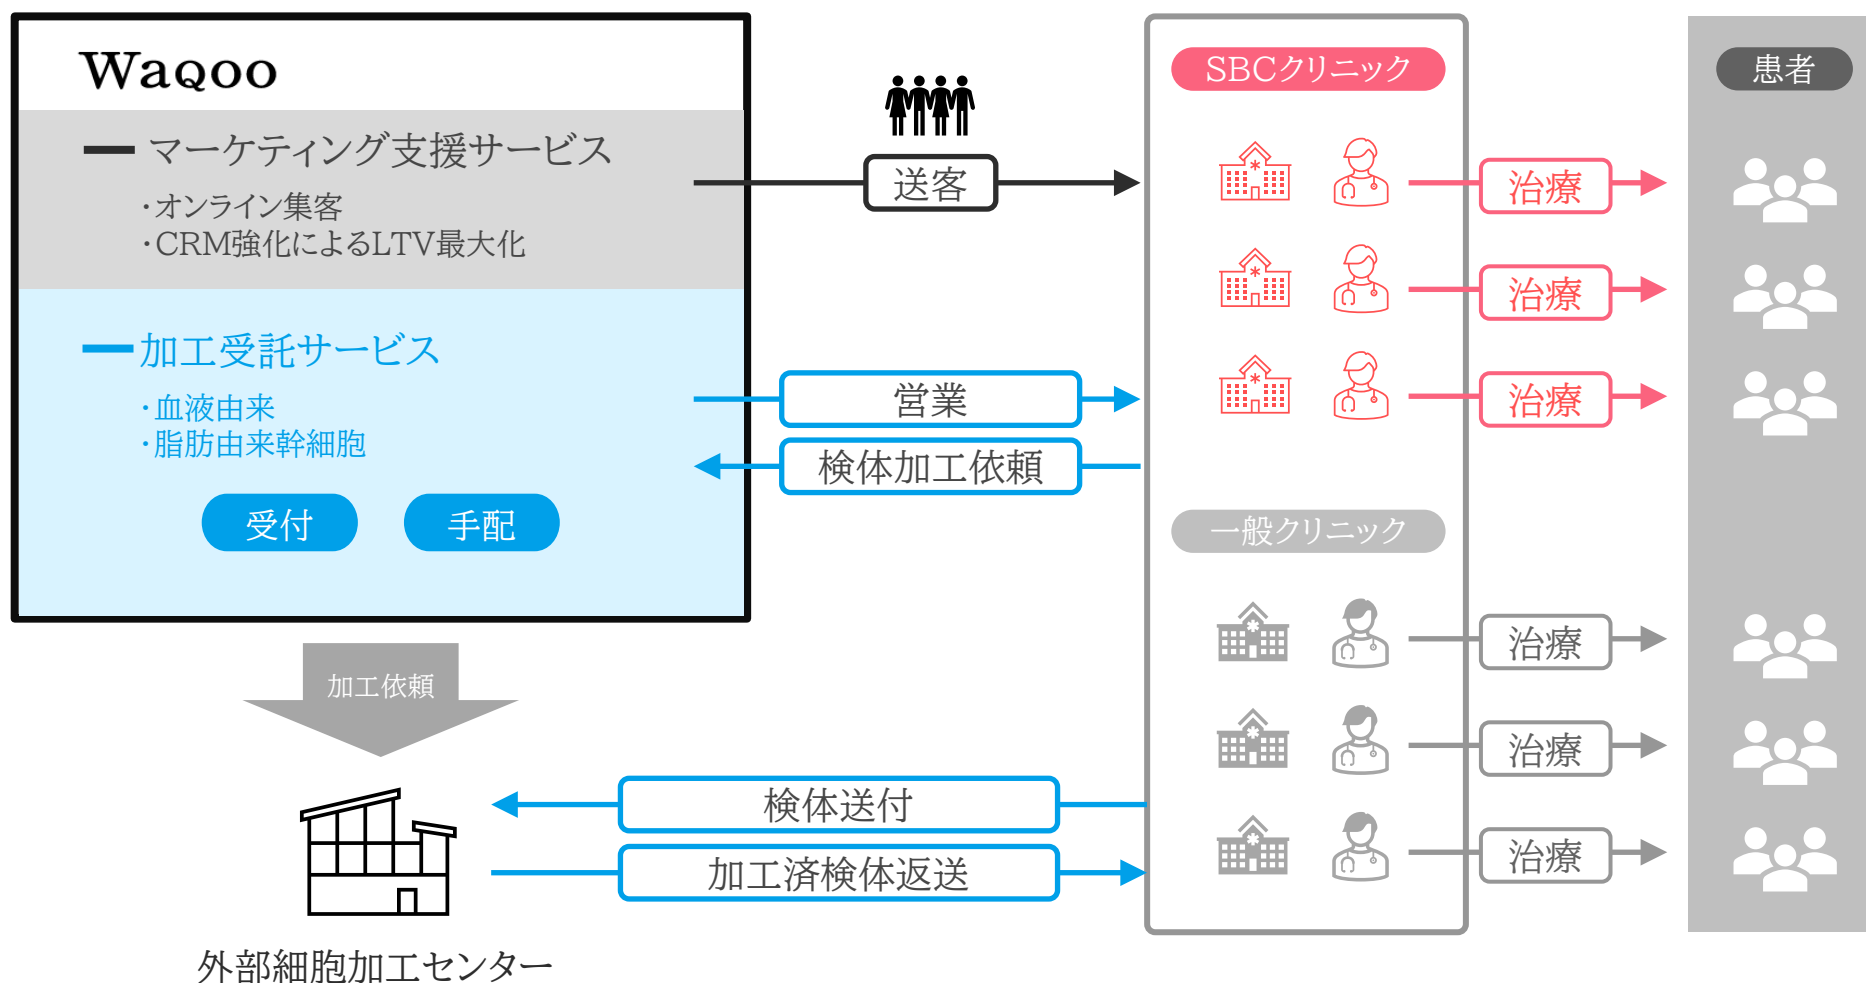 Waqoo
マーケティング支援サービス
・オンライン集客
・CRM強化によるLTV最大化
加工受託サービス
・血液由来
・脂肪由来幹細胞
受付
手配
加工依頼
外部細胞加工センター
送客
営業
検体加工依頼
検体送付
加工済検体返送
SBCクリニック
治療
治療
治療
一般クリニック
治療
治療
治療
患者